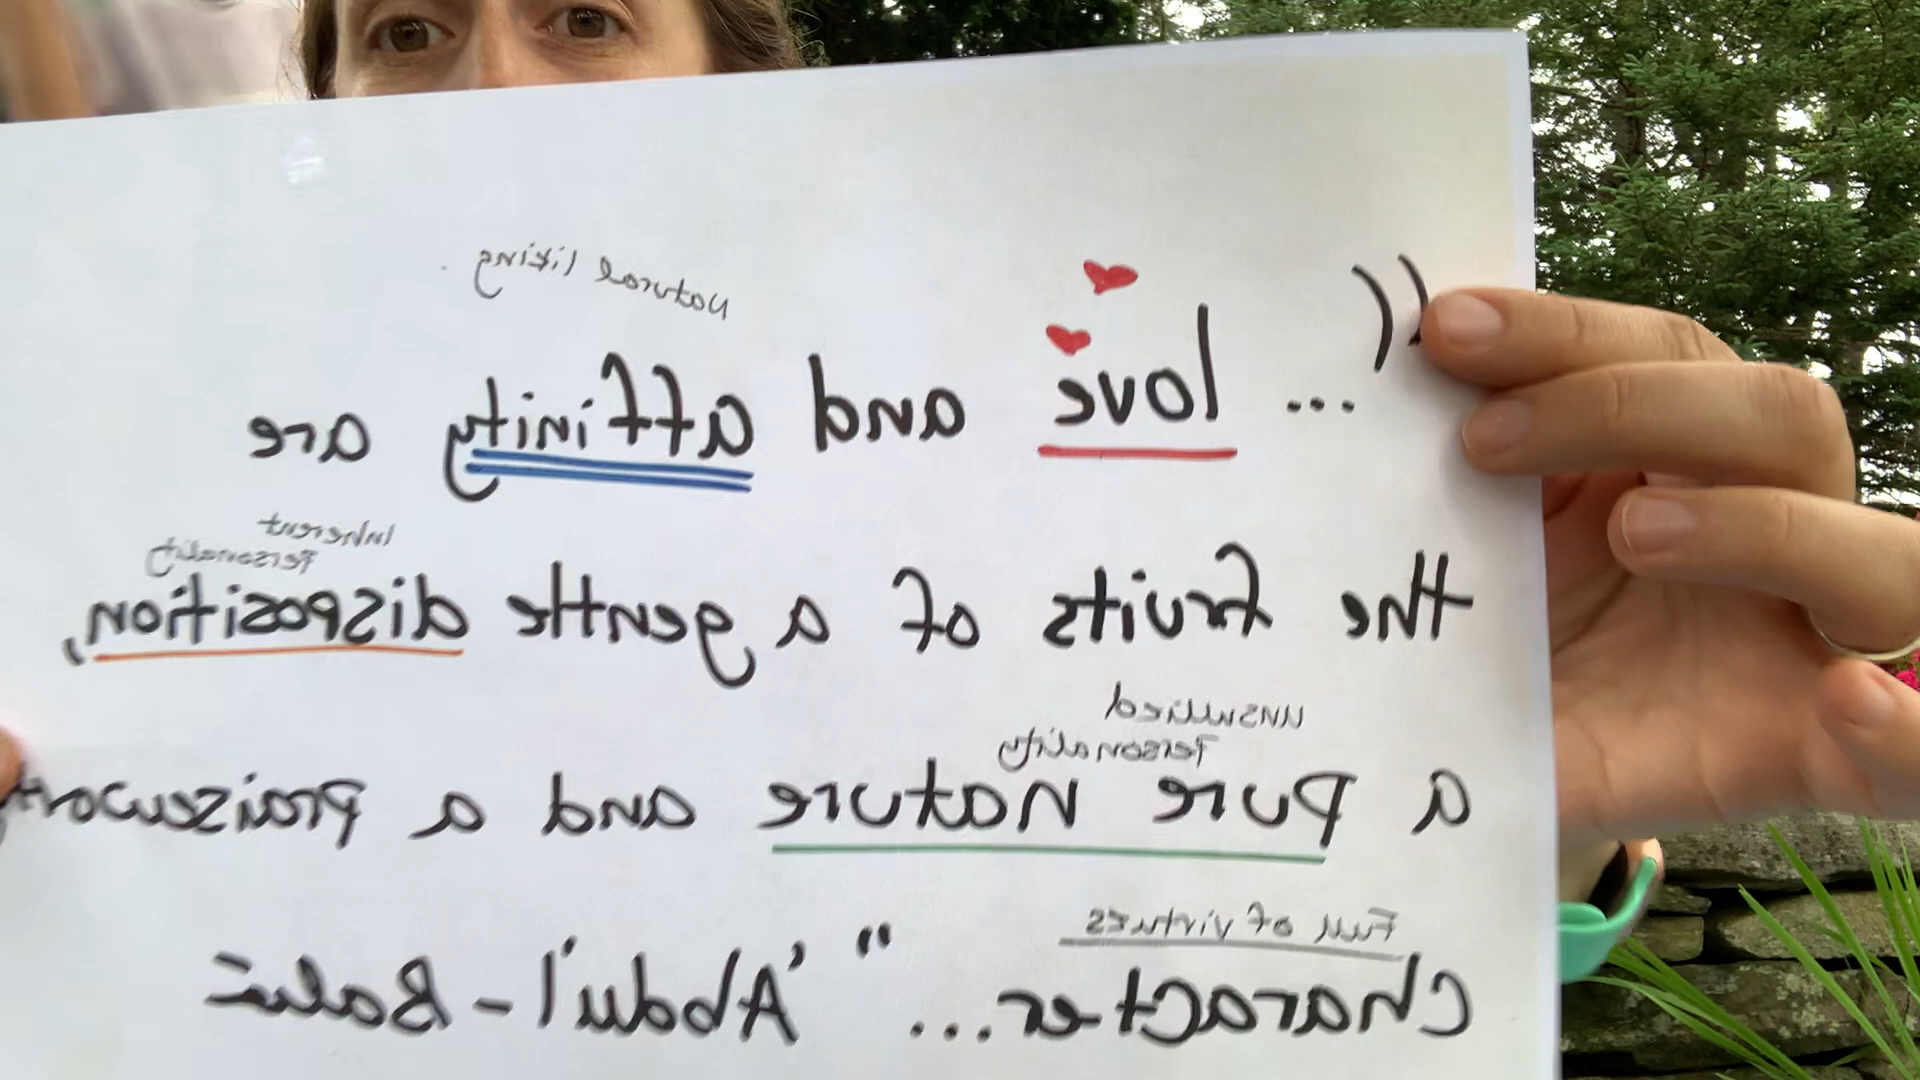 Natural liking
"... love and affinity are
Inherent
Personality
the fruits of a gentle disposition,
Unsullied
Personality
a pure Nature and a praisewor
Full of virtues
Character..." 'Abdu'l-Bahá